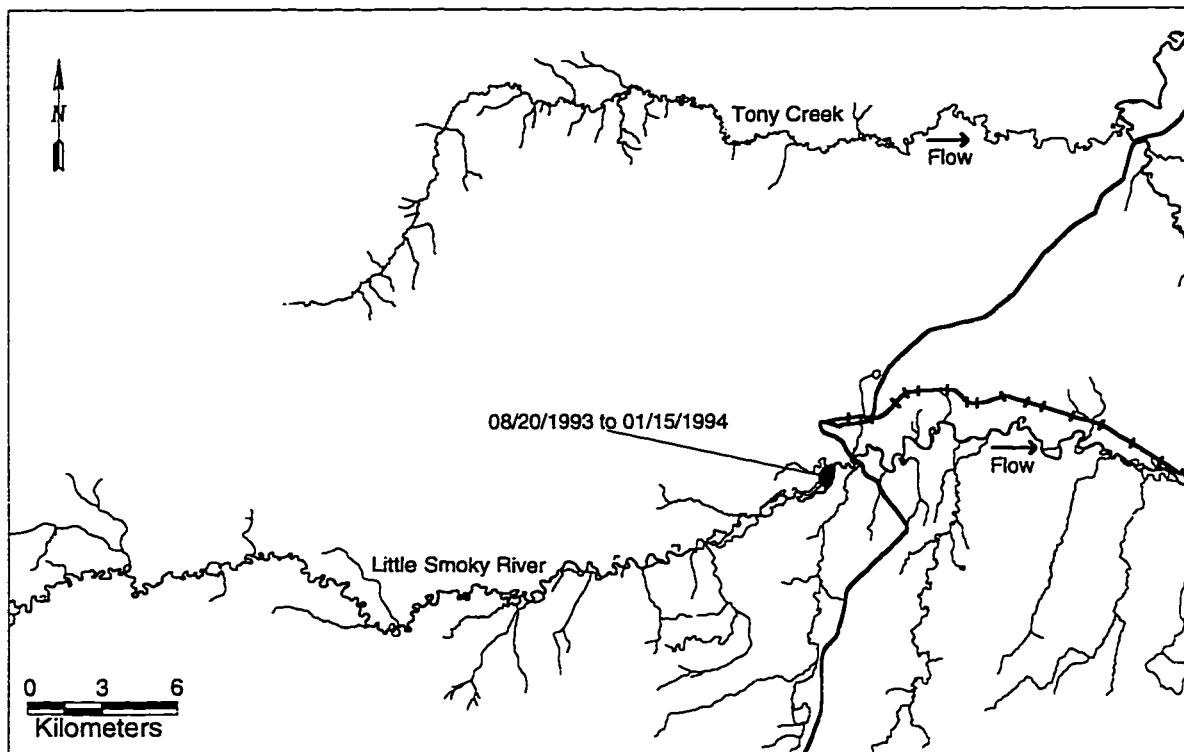 N
Tony Creek
Flow
08/20/1993 to 01/15/1994
Flow
Little Smoky River
0 3 6
Kilometers